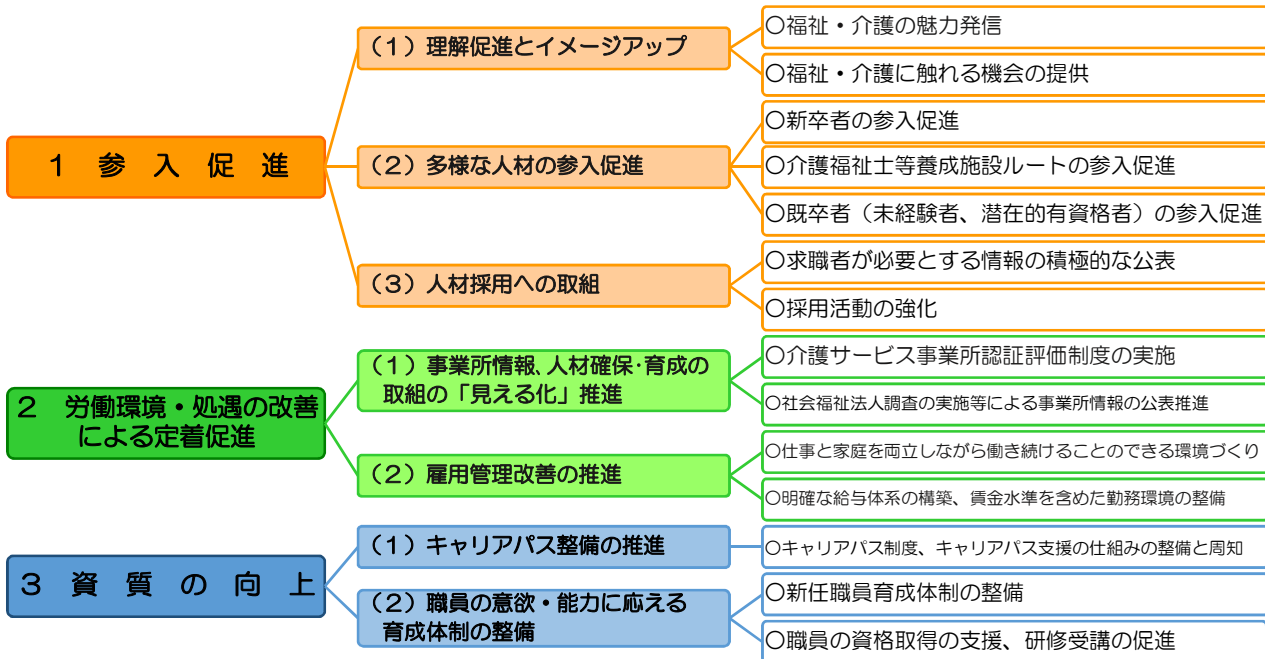 １　参　入　促　進
（１）理解促進とイメージアップ
〇福祉・介護の魅力発信
〇福祉・介護に触れる機会の提供
（２）多様な人材の参入促進
〇新卒者の参入促進
〇介護福祉士等養成施設ルートの参入促進
〇既卒者（未経験者、潜在的有資格者）の参入促進
（３）人材採用への取組
〇求職者が必要とする情報の積極的な公表
〇採用活動の強化
２　労働環境・処遇の改善
による定着促進
（１）事業所情報、人材確保・育成の
取組の「見える化」推進
〇介護サービス事業所認証評価制度の実施
〇社会福祉法人調査の実施等による事業所情報の公表推進
（２）雇用管理改善の推進
〇仕事と家庭を両立しながら働き続けることのできる環境づくり
〇明確な給与体系の構築、賃金水準を含めた勤務環境の整備
３　資　質　の　向　上
（１）キャリアパス整備の推進
〇キャリアパス制度、キャリアパス支援の仕組みの整備と周知
（２）職員の意欲・能力に応える
育成体制の整備
〇新任職員育成体制の整備
〇職員の資格取得の支援、研修受講の促進